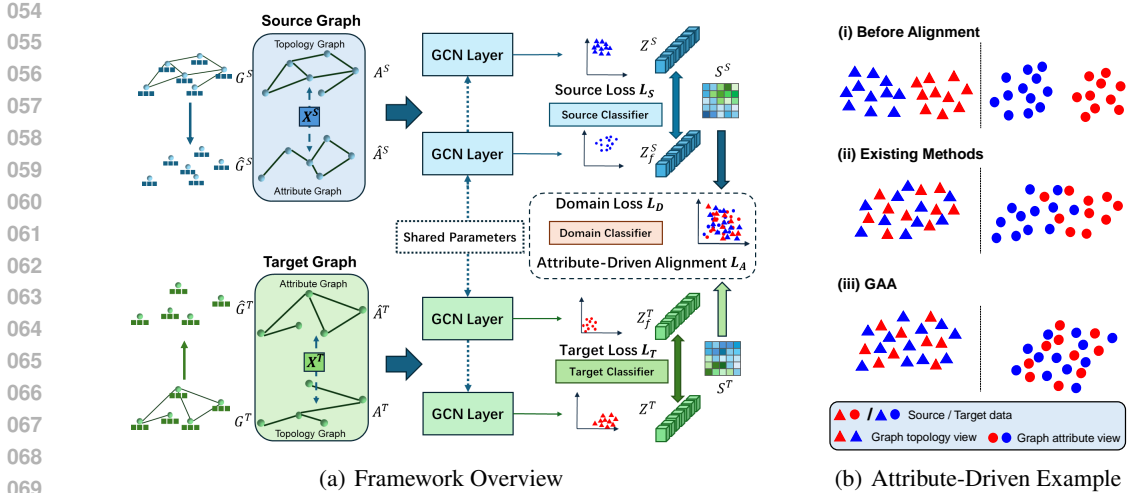 054
055
056
057
058
059
060
061
062
063
064
065
066
067
068
069
Source Graph
Topology Graph
G^S
A^S
X^S
Ĝ^S
Â^S
Attribute Graph
GCN Layer
GCN Layer
Z^S
S^S
Source Loss L_S
Source Classifier
Z_f^S
Shared Parameters
Domain Loss L_D
Domain Classifier
Attribute-Driven Alignment L_A
Target Graph
Attribute Graph
Ĝ^T
Â^T
X^T
G^T
A^T
Topology Graph
GCN Layer
GCN Layer
Z_f^T
Target Loss L_T
Target Classifier
S^T
Z^T
(a) Framework Overview
(i) Before Alignment
(ii) Existing Methods
(iii) GAA
/ Source / Target data
Graph topology view Graph attribute view
(b) Attribute-Driven Example